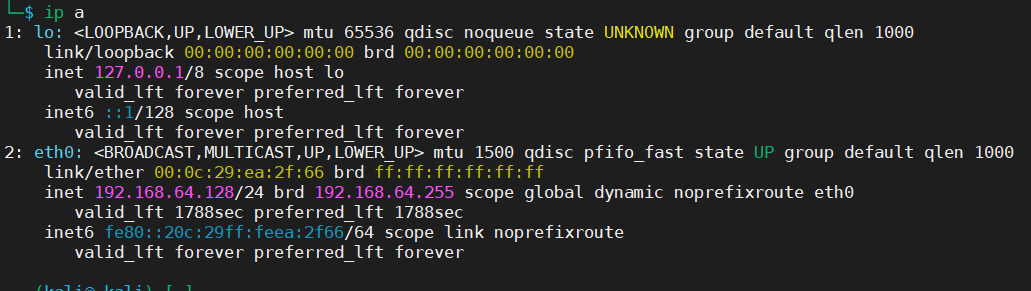 └─$ ip a
1: lo: <LOOPBACK,UP,LOWER_UP> mtu 65536 qdisc noqueue state UNKNOWN group default qlen 1000
    link/loopback 00:00:00:00:00:00 brd 00:00:00:00:00:00
    inet 127.0.0.1/8 scope host lo
       valid_lft forever preferred_lft forever
    inet6 ::1/128 scope host
       valid_lft forever preferred_lft forever
2: eth0: <BROADCAST,MULTICAST,UP,LOWER_UP> mtu 1500 qdisc pfifo_fast state UP group default qlen 1000
    link/ether 00:0c:29:ea:2f:66 brd ff:ff:ff:ff:ff:ff
    inet 192.168.64.128/24 brd 192.168.64.255 scope global dynamic noprefixroute eth0
       valid_lft 1788sec preferred_lft 1788sec
    inet6 fe80::20c:29ff:feea:2f66/64 scope link noprefixroute
       valid_lft forever preferred_lft forever